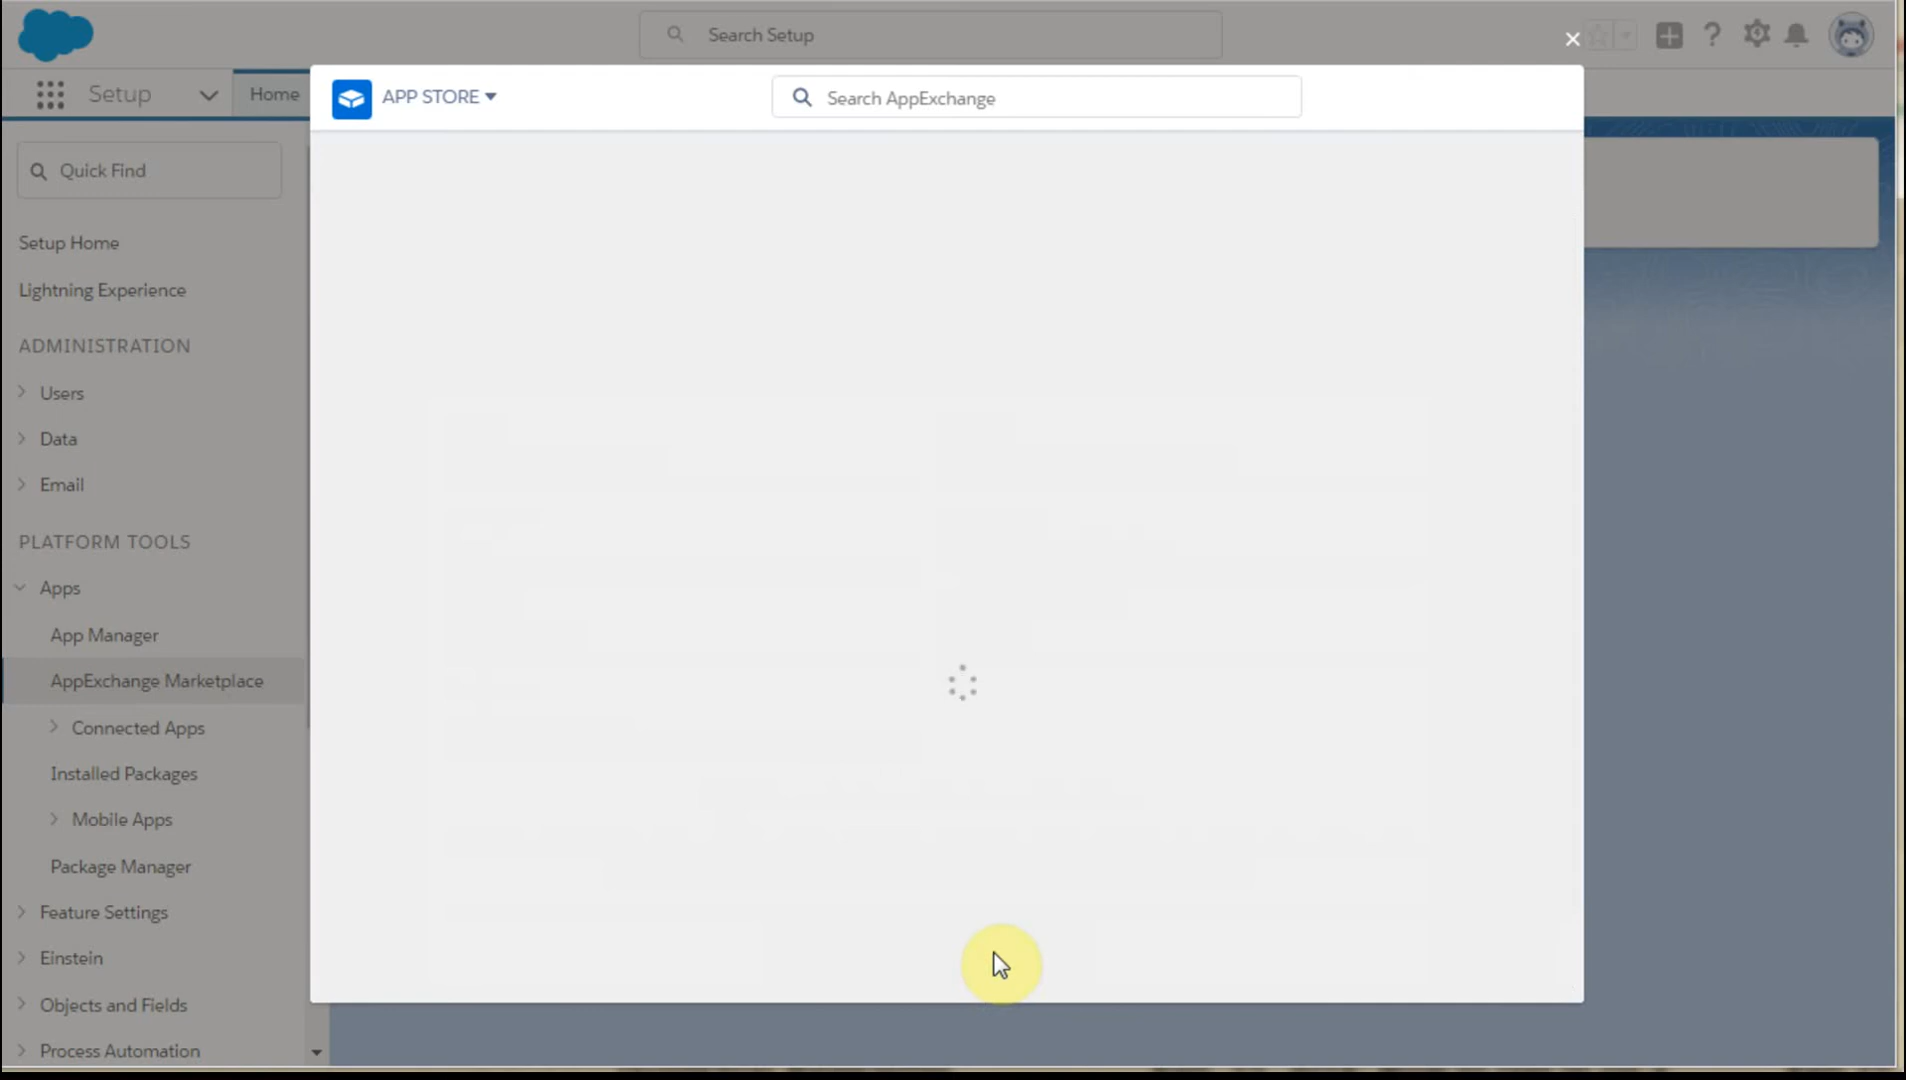 Search Setup
Setup
Home
APP STORE
Search AppExchange
Quick Find
Setup Home
Lightning Experience
ADMINISTRATION
Users
Data
Email
PLATFORM TOOLS
Apps
App Manager
AppExchange Marketplace
Connected Apps
Installed Packages
Mobile Apps
Package Manager
Feature Settings
Einstein
Objects and Fields
Process Automation